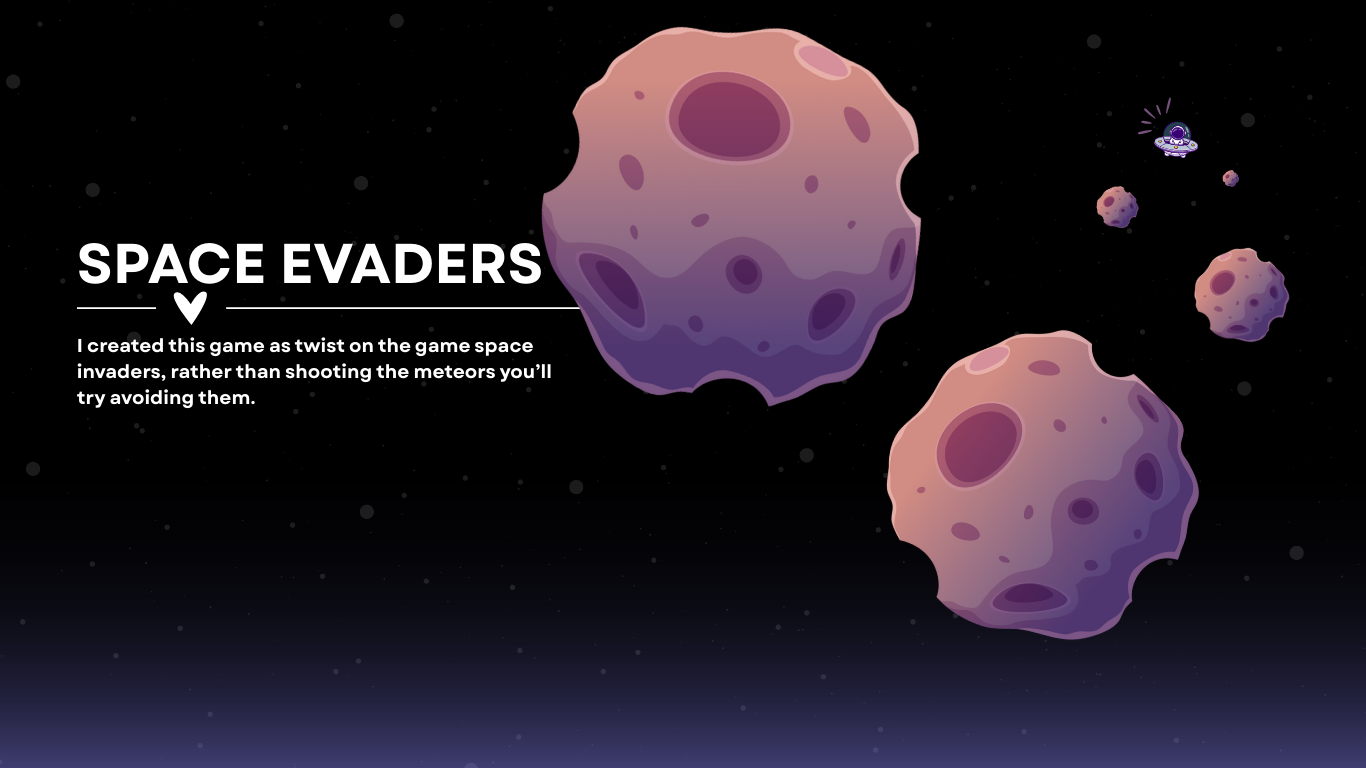 SPACE EVADERS
I created this game as twist on the game space
invaders, rather than shooting the meteors you’ll
try avoiding them.